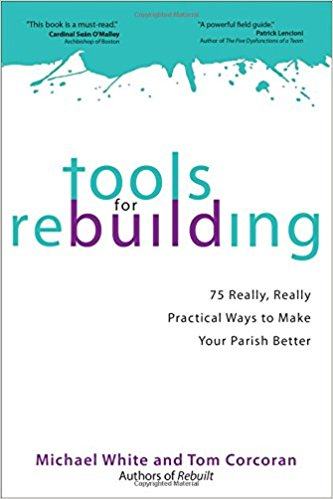 "This book is a must-read."
Cardinal Seán O'Malley
Archbishop of Boston
"A powerful field guide."
Patrick Lencioni
Author of The Five Dysfunctions of a Team
tools
for
rebuilding
75 Really, Really
Practical Ways to Make
Your Parish Better
Michael White and Tom Corcoran
Authors of Rebuilt
Copyrighted Material